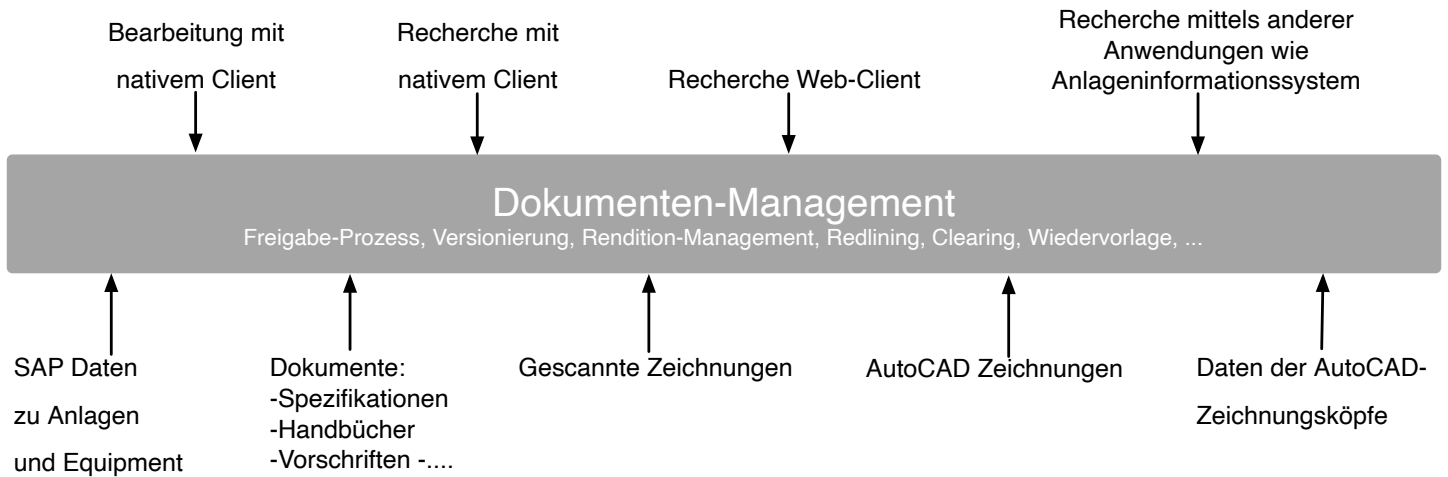 Bearbeitung mit
nativem Client
Recherche mit
nativem Client
Recherche Web-Client
Recherche mittels anderer
Anwendungen wie
Anlageninformationssystem
Dokumenten-Management
Freigabe-Prozess, Versionierung, Rendition-Management, Redlining, Clearing, Wiedervorlage, ...
SAP Daten
zu Anlagen
und Equipment
Dokumente:
-Spezifikationen
-Handbücher
-Vorschriften -....
Gescannte Zeichnungen
AutoCAD Zeichnungen
Daten der AutoCAD-
Zeichnungsköpfe